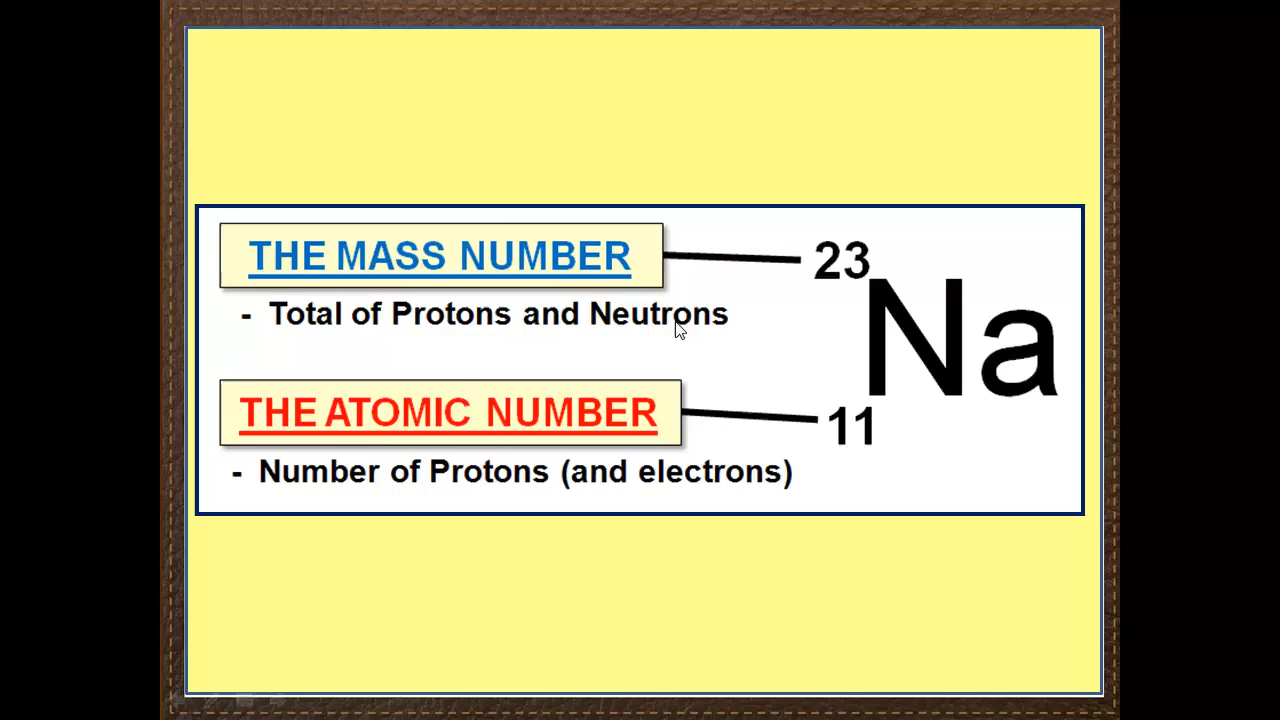 THE MASS NUMBER
23
- Total of Protons and Neutrons
Na
THE ATOMIC NUMBER
11
- Number of Protons (and electrons)